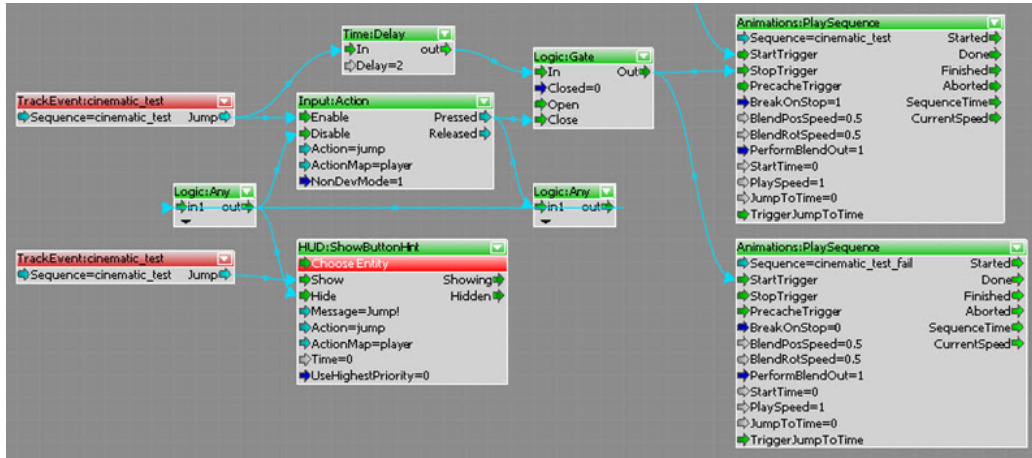 Time:Delay
In out
Delay=2
Logic:Gate
In Out
Closed=0
Open
Close
TrackEvent:cinematic_test
Sequence=cinematic_test Jump
Input:Action
Enable Pressed
Disable Released
Action=jump
ActionMap=player
NonDevMode=1
Logic:Any
in1 out
Logic:Any
in1 out
TrackEvent:cinematic_test
Sequence=cinematic_test Jump
HUD:ShowButtonHint
Choose Entity
Show Showing
Hide Hidden
Message=Jump!
Action=jump
ActionMap=player
Time=0
UseHighestPriority=0
Animations:PlaySequence
Sequence=cinematic_test Started
StartTrigger Done
StopTrigger Finished
PrecacheTrigger Aborted
BreakOnStop=1 SequenceTime
BlendPosSpeed=0.5 CurrentSpeed
BlendRotSpeed=0.5
PerformBlendOut=1
StartTime=0
PlaySpeed=1
JumpToTime=0
TriggerJumpToTime
Animations:PlaySequence
Sequence=cinematic_test_fail Started
StartTrigger Done
StopTrigger Finished
PrecacheTrigger Aborted
BreakOnStop=0 SequenceTime
BlendPosSpeed=0.5 CurrentSpeed
BlendRotSpeed=0.5
PerformBlendOut=1
StartTime=0
PlaySpeed=1
JumpToTime=0
TriggerJumpToTime